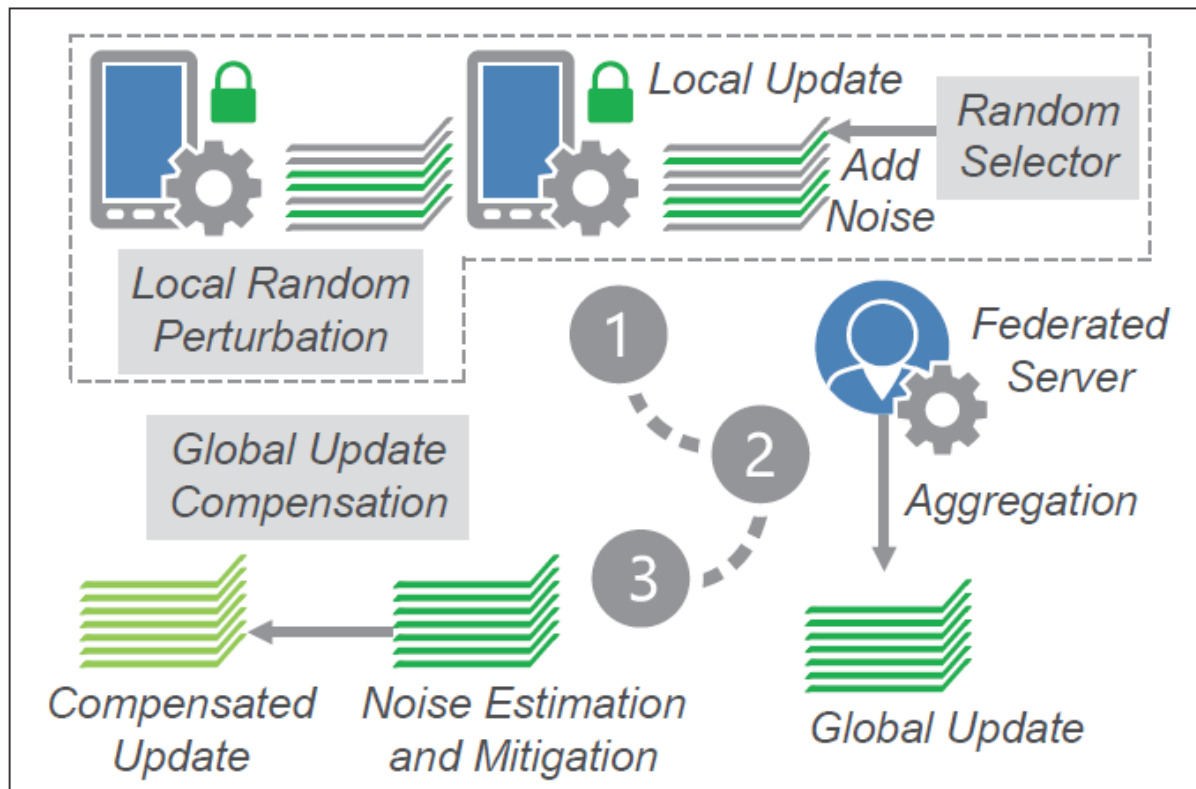 Local Update
Random
Selector
Add
Noise
Local Random
Perturbation
1
Federated
Server
2
Aggregation
Global Update
Compensation
3
Compensated
Update
Noise Estimation
and Mitigation
Global Update